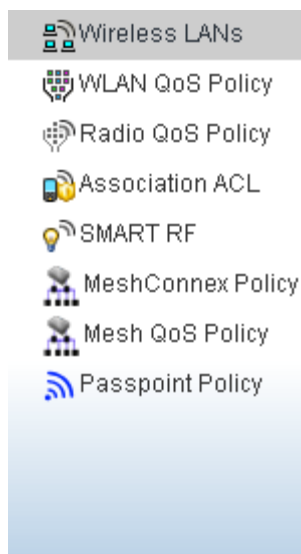 Wireless LANs
WLAN QoS Policy
Radio QoS Policy
Association ACL
SMART RF
MeshConnex Policy
Mesh QoS Policy
Passpoint Policy